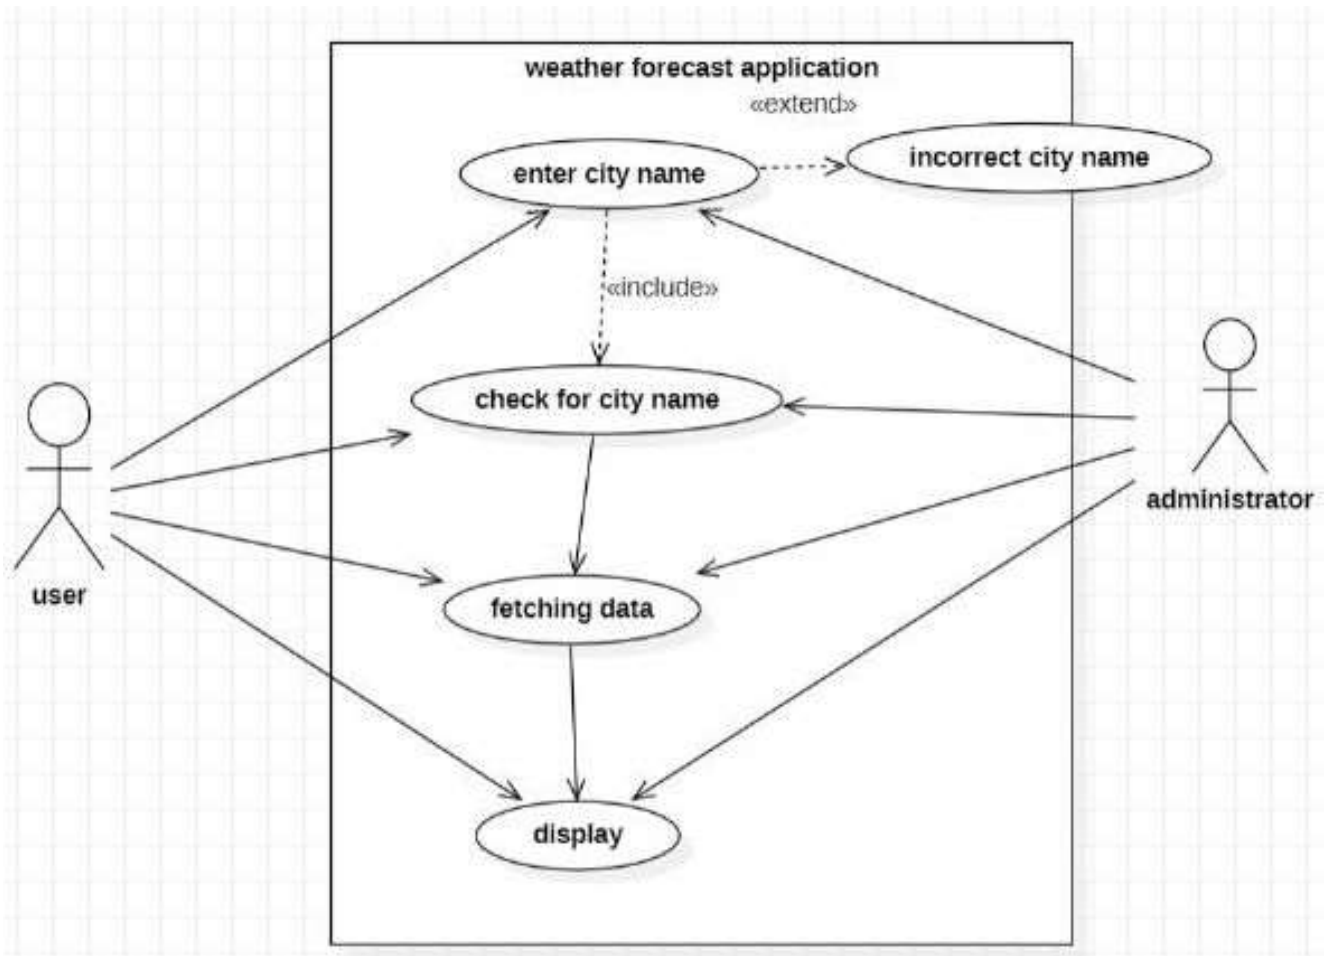 weather forecast application
«extend»
enter city name
incorrect city name
«include»
check for city name
administrator
user
fetching data
display